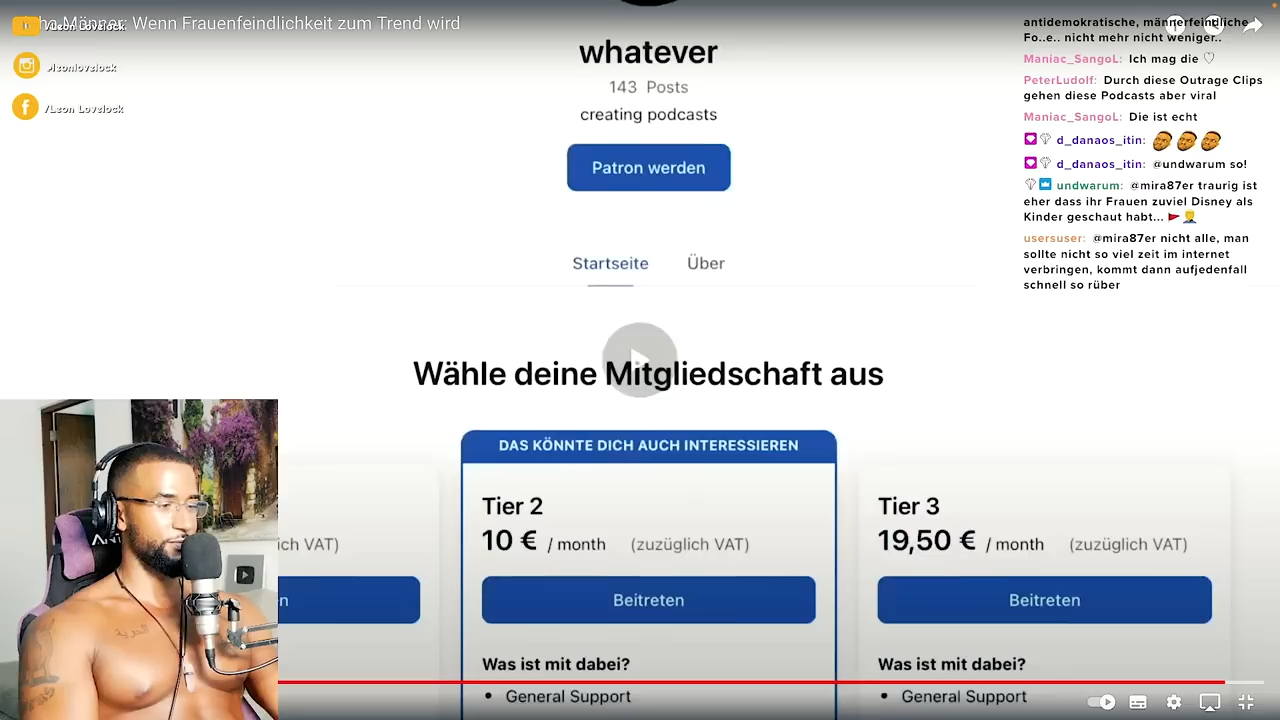 Männer: Wenn Frauenfeindlichkeit zum Trend wird
/Leon Lovelock
/leonlovelock
/Leon Lovelock
whatever
143 Posts
creating podcasts
Patron werden
Startseite
Über
Wähle deine Mitgliedschaft aus
DAS KÖNNTE DICH AUCH INTERESSIEREN
Tier 2
10 € / month (zuzüglich VAT)
Beitreten
Was ist mit dabei?
• General Support
Tier 3
19,50 € / month (zuzüglich VAT)
Beitreten
Was ist mit dabei?
• General Support
ich VAT)
n
antidemokratische, männerfeindliche
Fo..e.. nicht mehr nicht weniger..
Maniac_SangoL: Ich mag die ♡
PeterLudolf: Durch diese Outrage Clips
gehen diese Podcasts aber viral
Maniac_SangoL: Die ist echt
d_danaos_itin:
d_danaos_itin: @undwarum so!
undwarum: @mira87er traurig ist
eher dass ihr Frauen zuviel Disney als
Kinder geschaut habt...
usersuser: @mira87er nicht alle, man
sollte nicht so viel zeit im internet
verbringen, kommt dann aufjedenfall
schnell so rüber